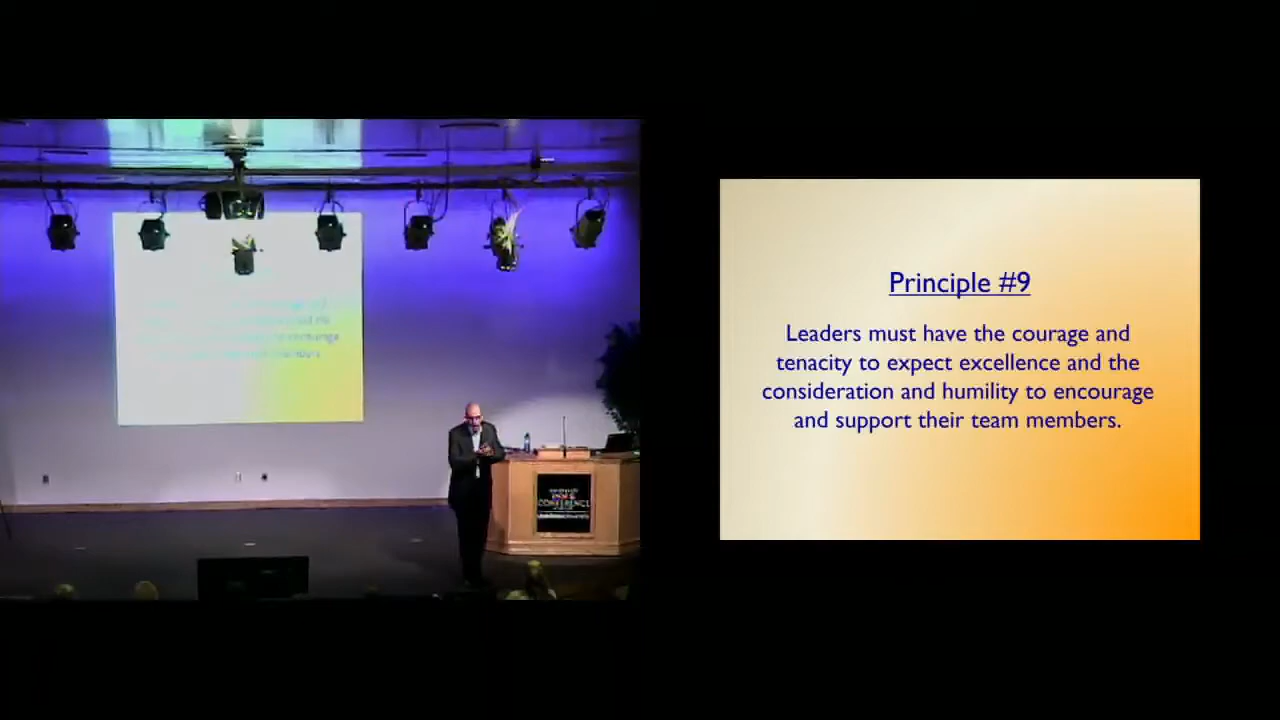 CONFERENCE
Principle #9
Leaders must have the courage and
tenacity to expect excellence and the
consideration and humility to encourage
and support their team members.